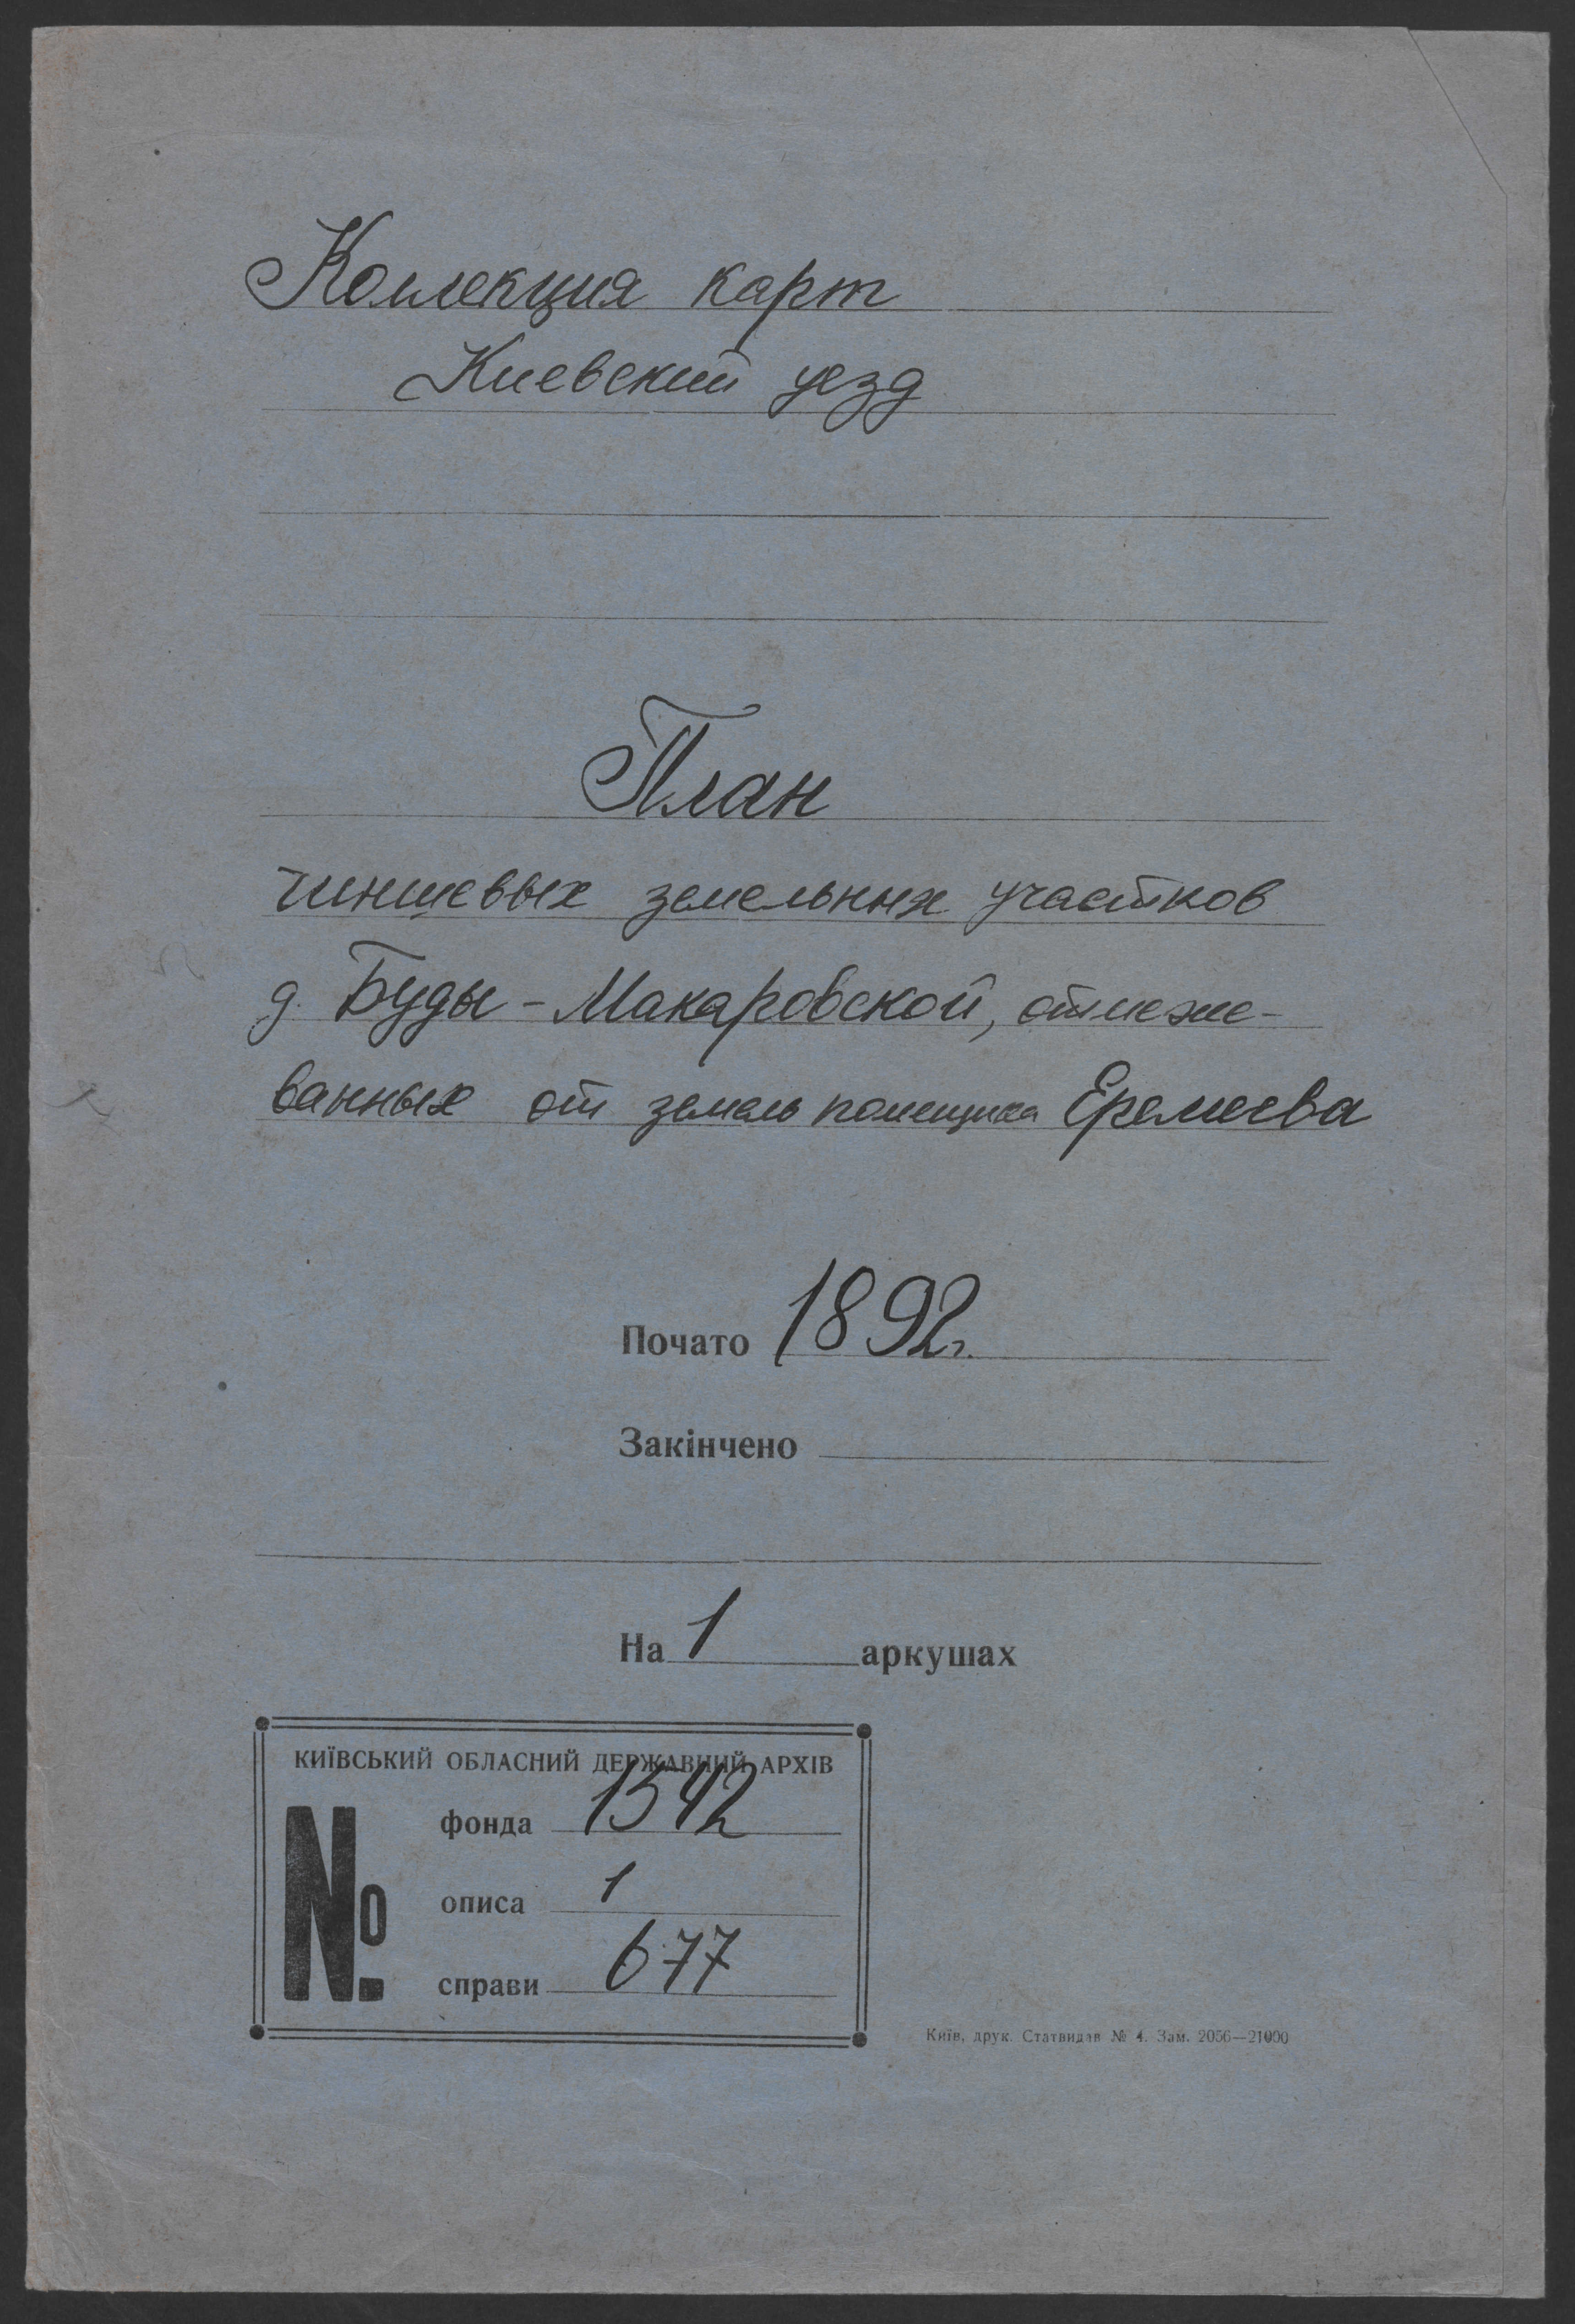 Коллекция карт
Киевский уезд
План
чиншевых земельных участков
д. Буды-Макаровской, отмеже-
ванных от земель помещика Еремеева
Почато 1892г.
Закінчено
На 1 аркушах
КИЇВСЬКИЙ ОБЛАСНИЙ ДЕРЖАВНИЙ АРХІВ
№
фонда 1542
описа 1
справи 677
Київ, друк. Статвидав № 4. Зам. 2056—21000